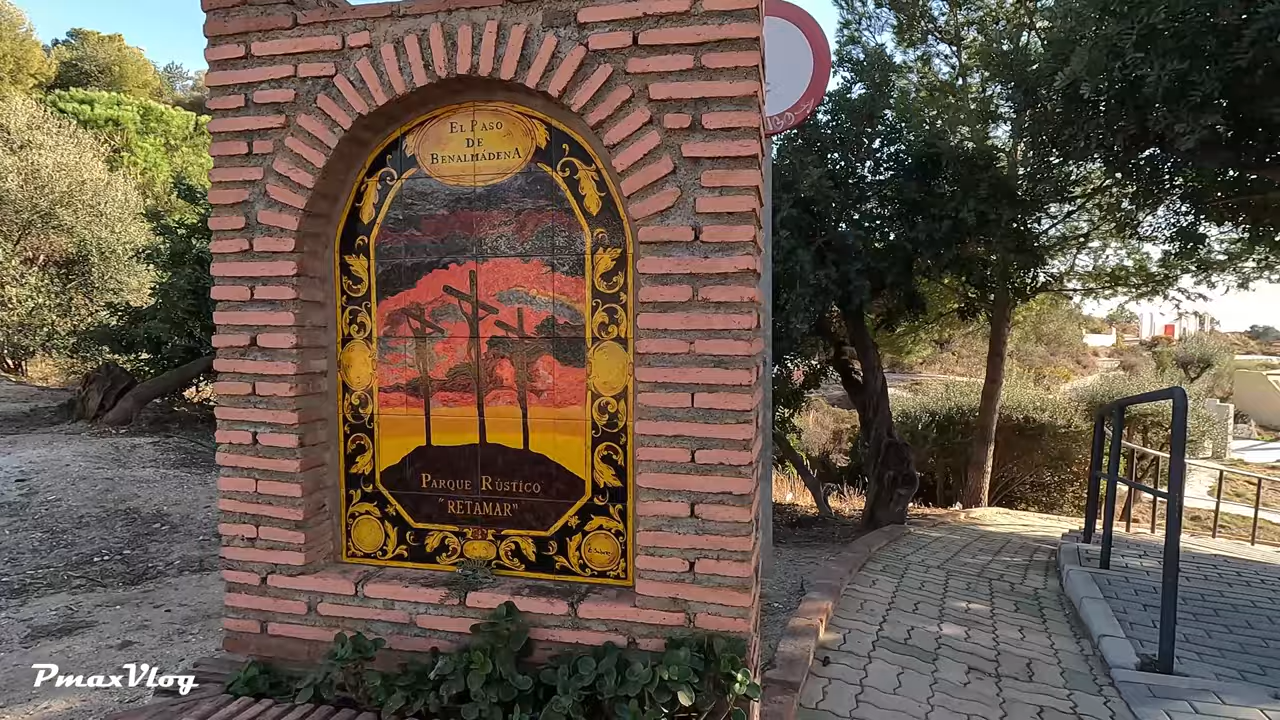 El Paso
de
Benalmádena
Parque Rústico
"RETAMAR"
PmaxVlog